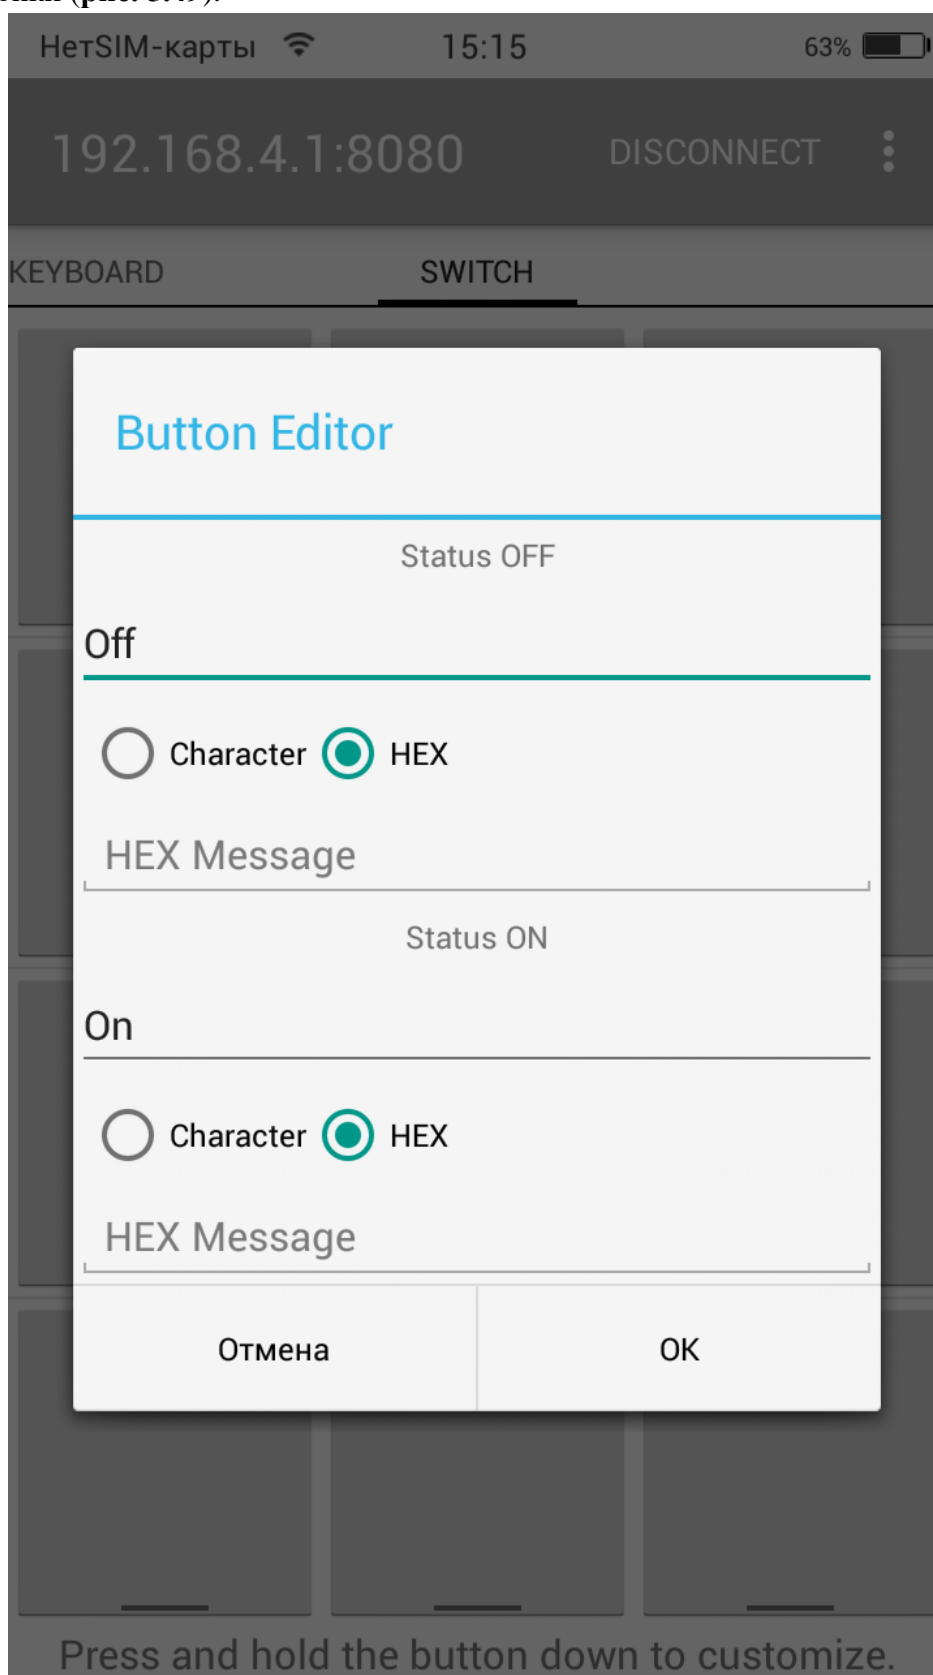 НетSIM-карты 15:15 63%
192.168.4.1:8080 DISCONNECT
KEYBOARD SWITCH
Button Editor
Status OFF
Off
Character HEX
HEX Message
Status ON
On
Character HEX
HEX Message
Отмена ОК
Press and hold the button down to customize.